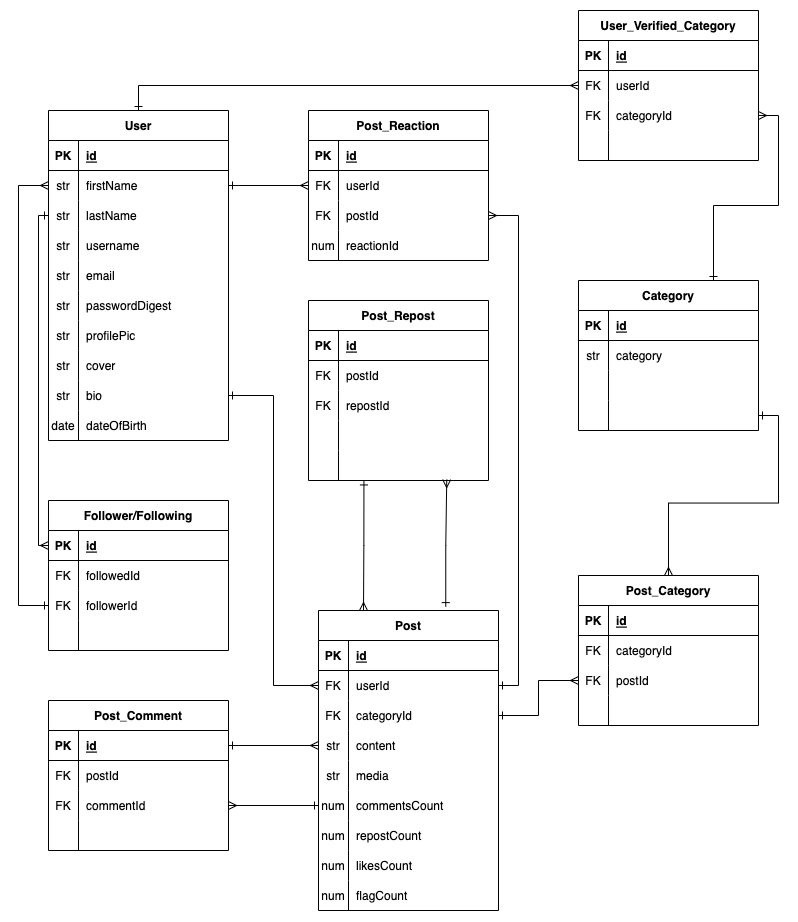 User_Verified_Category
PK id
FK userId
FK categoryId
User
PK id
str firstName
str lastName
str username
str email
str passwordDigest
str profilePic
str cover
str bio
date dateOfBirth
Post_Reaction
PK id
FK userId
FK postId
num reactionId
Post_Repost
PK id
FK postId
FK repostId
Category
PK id
str category
Follower/Following
PK id
FK followedId
FK followerId
Post_Category
PK id
FK categoryId
FK postId
Post
PK id
FK userId
FK categoryId
str content
str media
num commentsCount
num repostCount
num likesCount
num flagCount
Post_Comment
PK id
FK postId
FK commentId